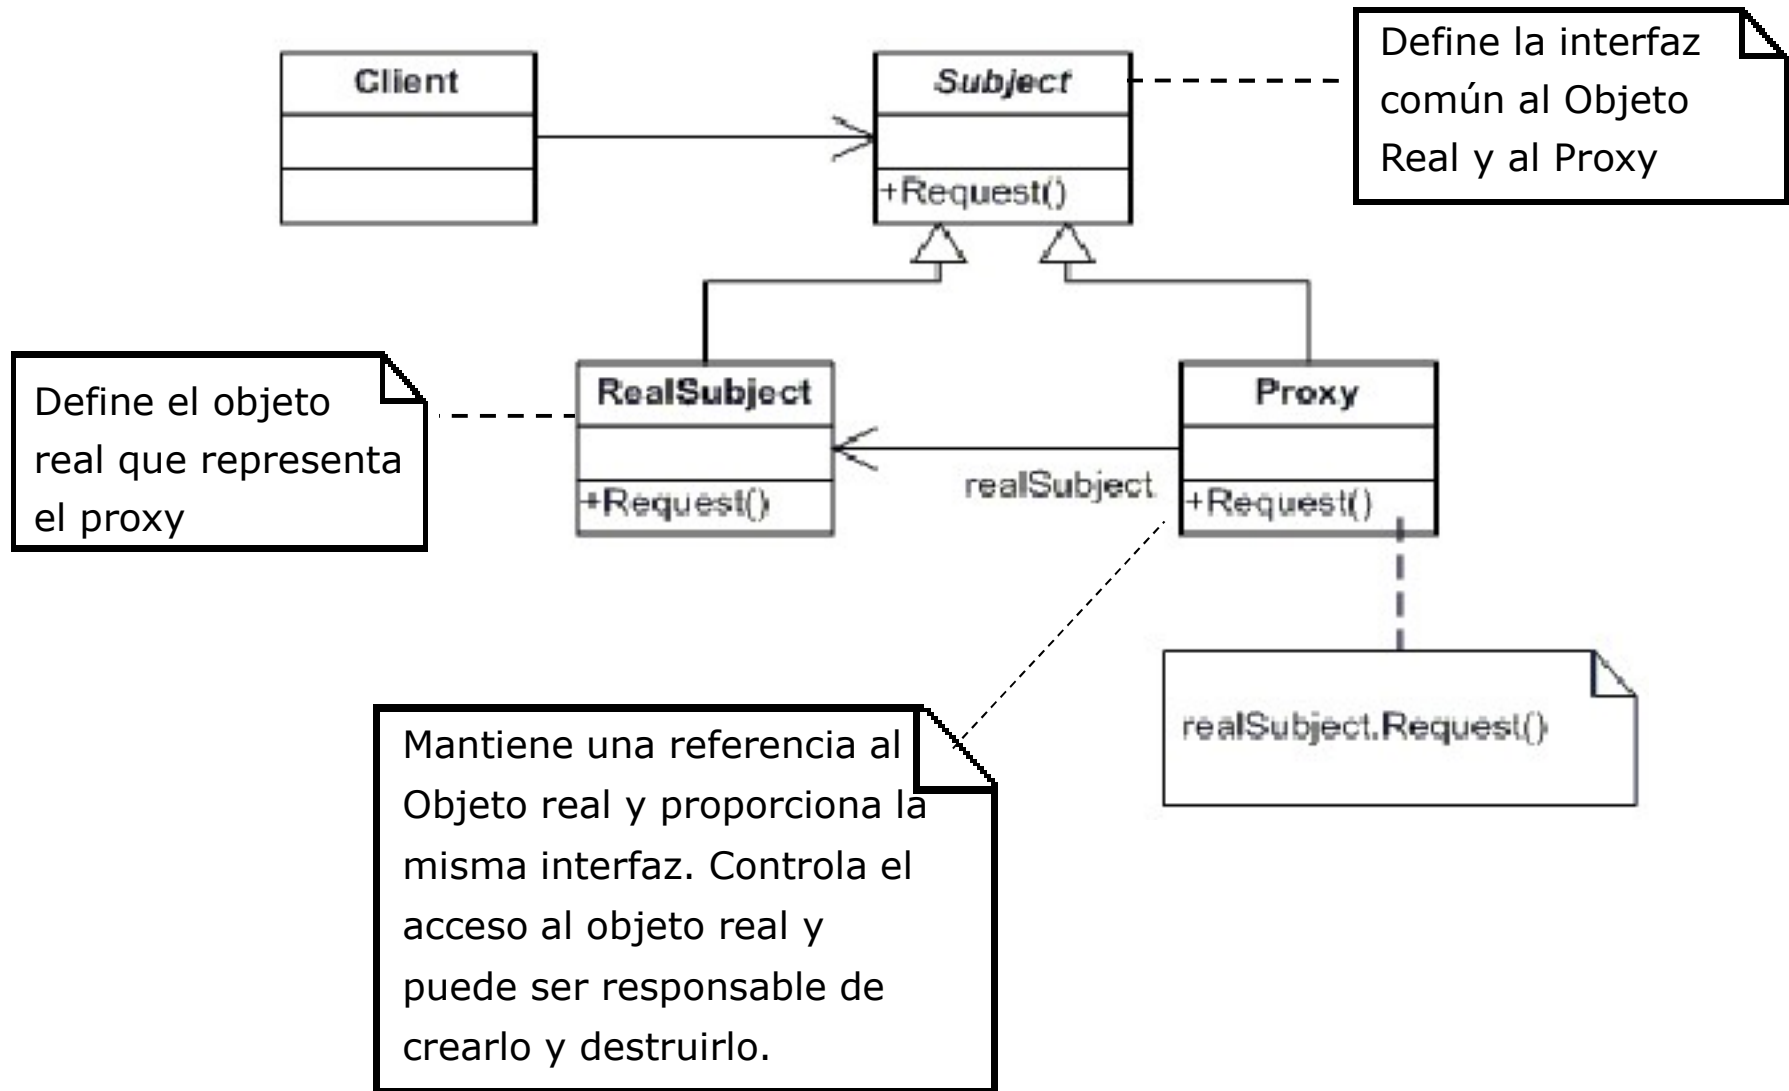 Client
Subject
+Request()
Define la interfaz
común al Objeto
Real y al Proxy
Define el objeto
real que representa
el proxy
RealSubject
+Request()
realSubject
Proxy
+Request()
realSubject.Request()
Mantiene una referencia al
Objeto real y proporciona la
misma interfaz. Controla el
acceso al objeto real y
puede ser responsable de
crearlo y destruirlo.